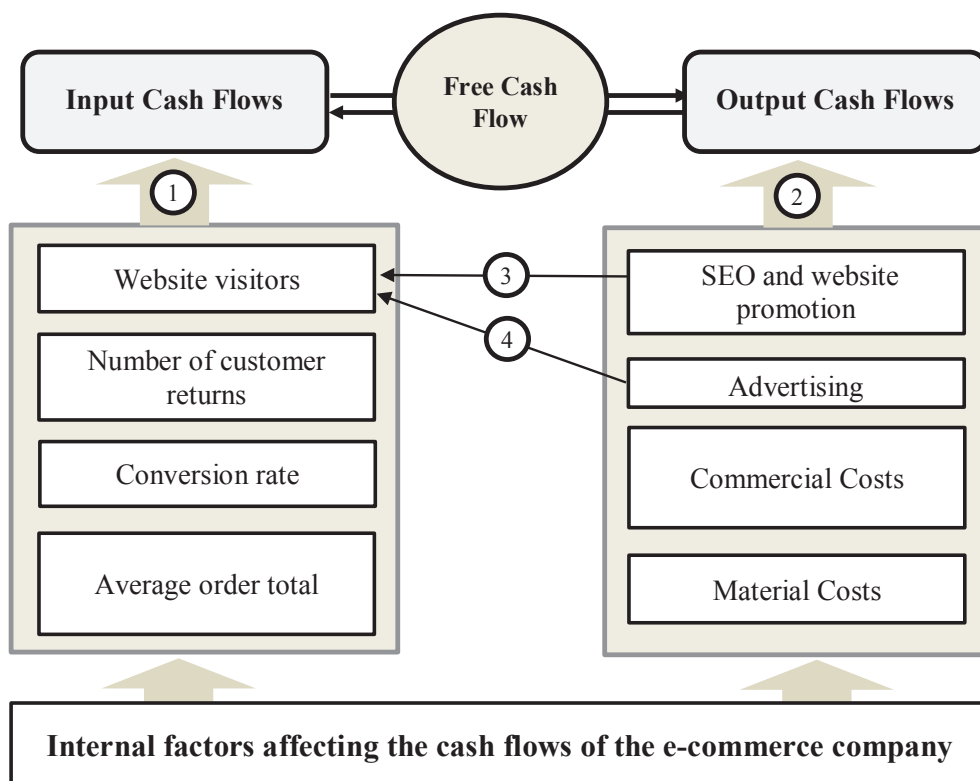 Input Cash Flows
Free Cash
Flow
Output Cash Flows
1
2
Website visitors
Number of customer
returns
Conversion rate
Average order total
3
4
SEO and website
promotion
Advertising
Commercial Costs
Material Costs
Internal factors affecting the cash flows of the e-commerce company